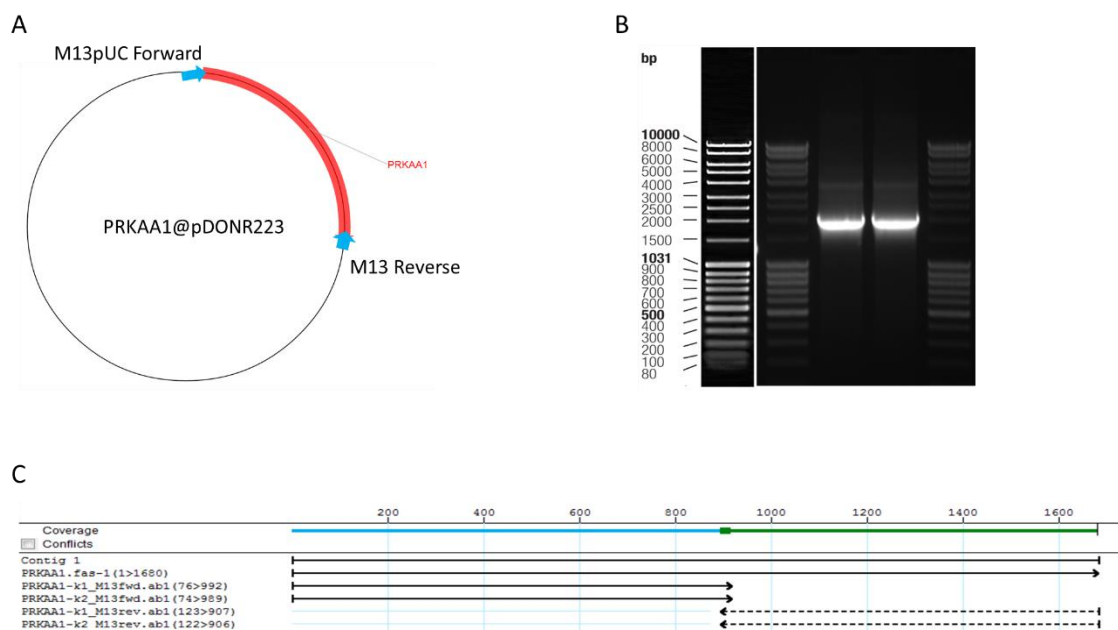 A
M13pUC Forward
PRKAA1
PRKAA1@pDONR223
M13 Reverse
B
bp
10000
8000
6000
5000
4000
3000
2500
2000
1500
1031
900
800
700
600
500
400
300
200
100
80
C
200 400 600 800 1000 1200 1400 1600
Coverage
Conflicts
Contig 1
PRKAA1.fas-1(1>1680)
PRKAA1-k1_M13fwd.ab1(76>992)
PRKAA1-k2_M13fwd.ab1(74>989)
PRKAA1-k1_M13rev.ab1(123>907)
PRKAA1-k2_M13rev.ab1(122>906)